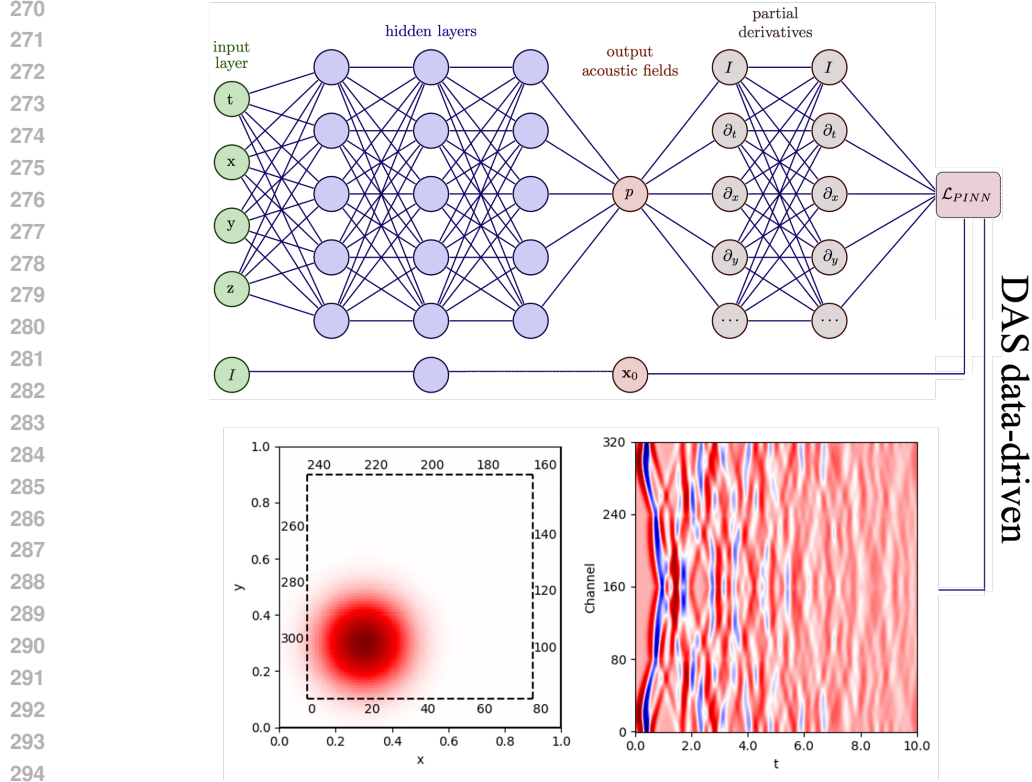 270
271
272
273
274
275
276
277
278
279
280
281
282
283
284
285
286
287
288
289
290
291
292
293
294
input
layer
hidden layers
output
acoustic fields
partial
derivatives
t
x
y
z
p
I
∂t
∂x
∂y
...
I
∂t
∂x
∂y
...
𝓛PINN
I
x0
DAS data-driven
1.0
0.8
0.6
0.4
0.2
0.0
y
240 220 200 180 160
260
280
300
140
120
100
0 20 40 60 80
0.0 0.2 0.4 0.6 0.8 1.0
x
320
240
160
80
0
Channel
0.0 2.0 4.0 6.0 8.0 10.0
t